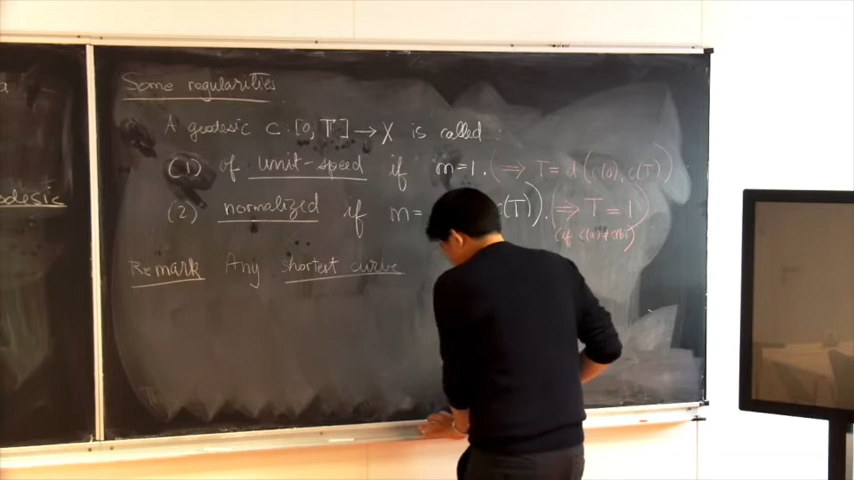 a
odesic
Some regularities
A geodesic c : [0, T] → X is called :
(1) of unit-speed if m=1. (⇒ T = d(c(0), c(T))
(2) normalized if m= c(T)). (⇒ T = 1)
(if c(0)≠c(T))
Remark Any shortest curve